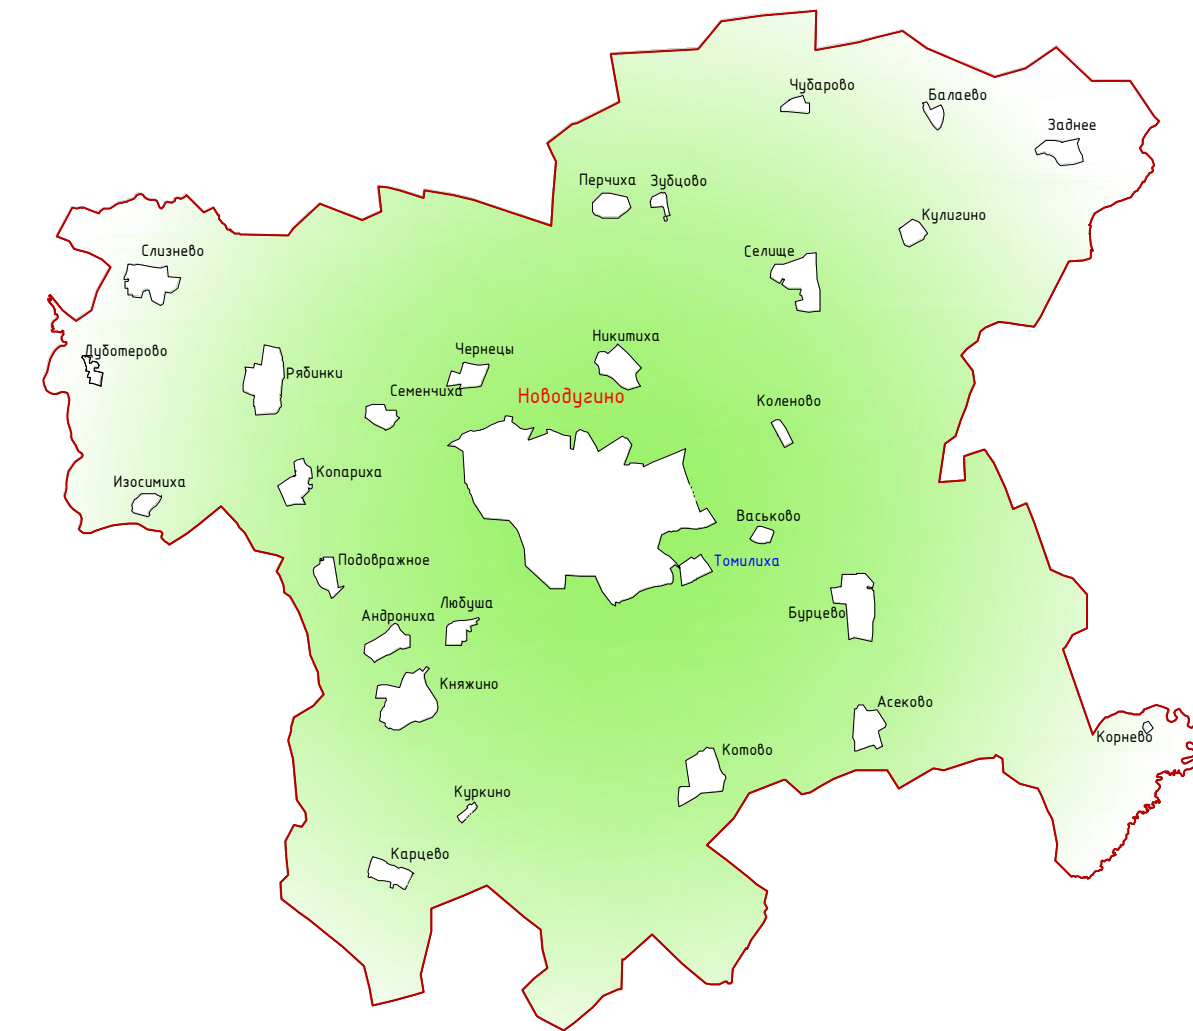 Чубарово
Балаево
Заднее
Перчиха
Зубцово
Кулигино
Слизнево
Селище
Никитиха
Чернецы
Дуботерово
Рябинки
Семенчиха
Новодугино
Коленово
Копариха
Изосимиха
Васьково
Подовражное
Томилиха
Любуша
Андрониха
Бурцево
Княжино
Асеково
Корнево
Котово
Куркино
Карцево